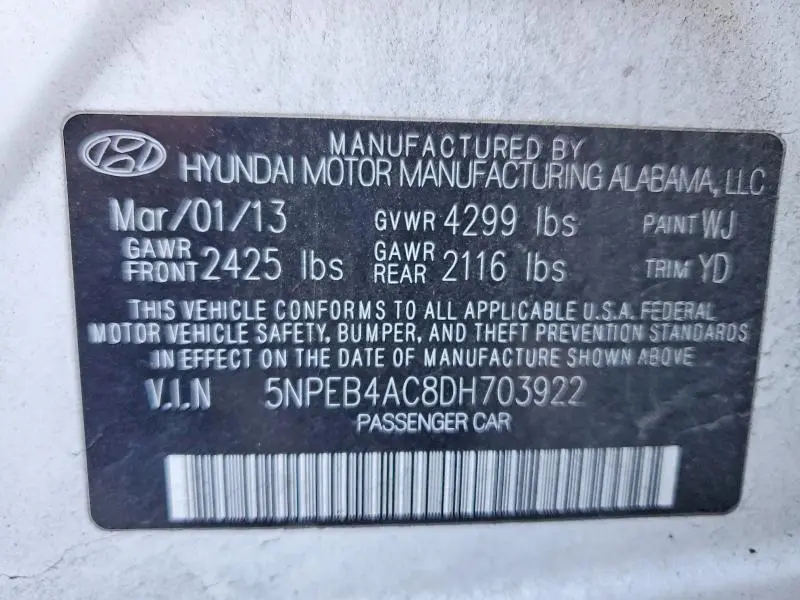 MANUFACTURED BY
HYUNDAI MOTOR MANUFACTURING ALABAMA, LLC
Mar/01/13 GVWR 4299 lbs PAINT WJ
GAWR FRONT 2425 lbs GAWR REAR 2116 lbs TRIM YD
THIS VEHICLE CONFORMS TO ALL APPLICABLE U.S.A. FEDERAL
MOTOR VEHICLE SAFETY, BUMPER, AND THEFT PREVENTION STANDARDS
IN EFFECT ON THE DATE OF MANUFACTURE SHOWN ABOVE
V.I.N 5NPEB4AC8DH703922
PASSENGER CAR